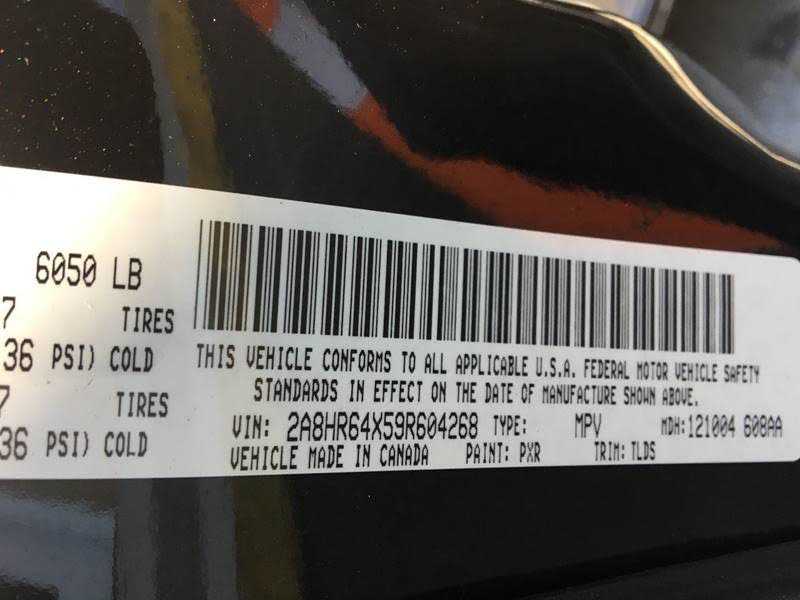 6050 LB
7 TIRES
36 PSI) COLD
7 TIRES
36 PSI) COLD
THIS VEHICLE CONFORMS TO ALL APPLICABLE U.S.A. FEDERAL MOTOR VEHICLE SAFETY
STANDARDS IN EFFECT ON THE DATE OF MANUFACTURE SHOWN ABOVE.
VIN: 2A8HR64X59R604268 TYPE: MPV MDH:121004 608AA
VEHICLE MADE IN CANADA PAINT: PXR TRIM: TLDS